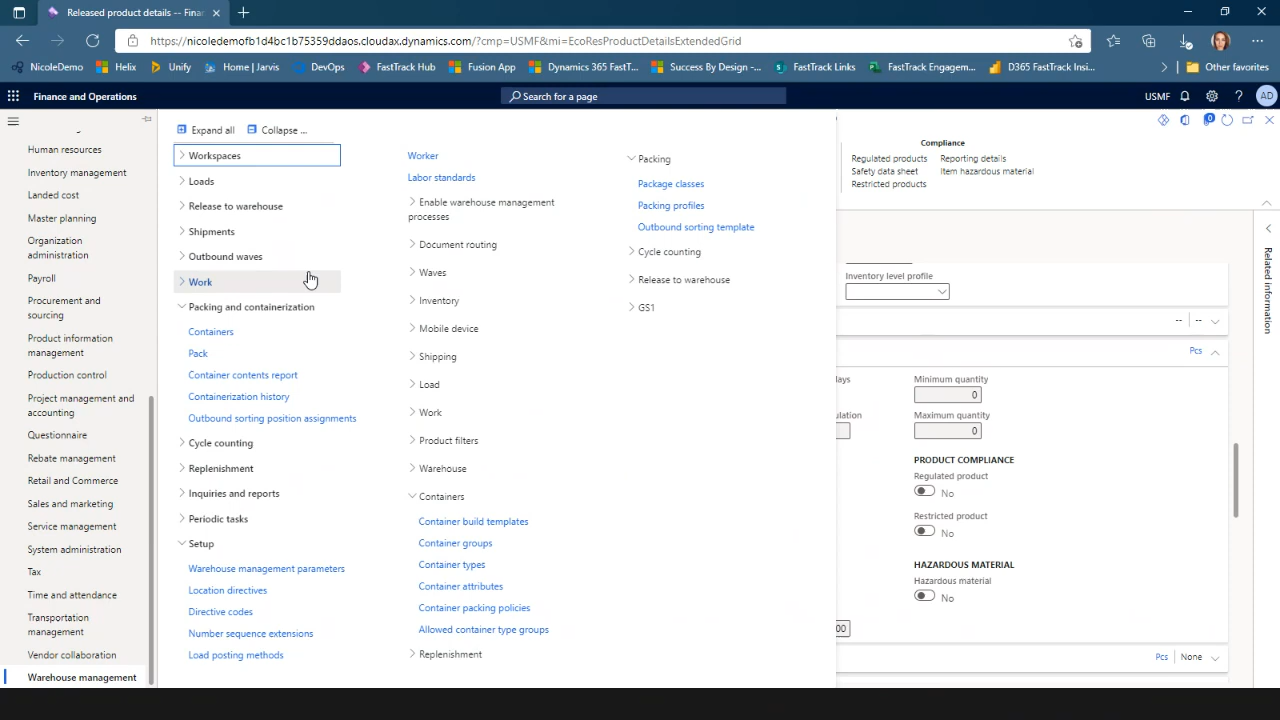 Released product details -- Finan
https://nicoledemofb1d4bc1b75359ddaos.cloudax.dynamics.com/?cmp=USMF&mi=EcoResProductDetailsExtendedGrid
NicoleDemo
Helix
Unify
Home | Jarvis
DevOps
FastTrack Hub
Fusion App
Dynamics 365 FastT...
Success By Design -...
FastTrack Links
FastTrack Engagem...
D365 FastTrack Insi...
Other favorites
Finance and Operations
Search for a page
USMF
AD
Human resources
Inventory management
Landed cost
Master planning
Organization
administration
Payroll
Procurement and
sourcing
Product information
management
Production control
Project management and
accounting
Questionnaire
Rebate management
Retail and Commerce
Sales and marketing
Service management
System administration
Tax
Time and attendance
Transportation
management
Vendor collaboration
Warehouse management
Expand all
Collapse ...
Workspaces
Loads
Release to warehouse
Shipments
Outbound waves
Work
Packing and containerization
Containers
Pack
Container contents report
Containerization history
Outbound sorting position assignments
Cycle counting
Replenishment
Inquiries and reports
Periodic tasks
Setup
Warehouse management parameters
Location directives
Directive codes
Number sequence extensions
Load posting methods
Worker
Labor standards
Enable warehouse management
processes
Document routing
Waves
Inventory
Mobile device
Shipping
Load
Work
Product filters
Warehouse
Containers
Container build templates
Container groups
Container types
Container attributes
Container packing policies
Allowed container type groups
Replenishment
Packing
Package classes
Packing profiles
Outbound sorting template
Cycle counting
Release to warehouse
GS1
0
Compliance
Regulated products
Reporting details
Safety data sheet
Item hazardous material
Restricted products
Inventory level profile
-- --
Pcs
ays
Minimum quantity
0
ulation
Maximum quantity
0
PRODUCT COMPLIANCE
Regulated product
No
Restricted product
No
HAZARDOUS MATERIAL
Hazardous material
No
00
Pcs
None
Related information